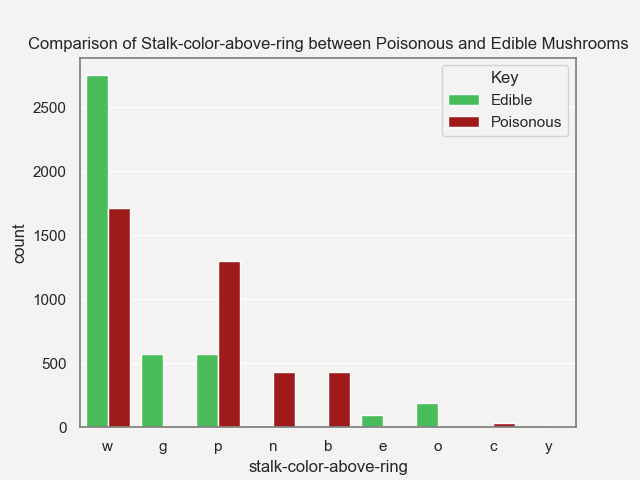 Comparison of Stalk-color-above-ring between Poisonous and Edible Mushrooms
Key
Edible
Poisonous
2500
2000
1500
1000
500
0
count
w g p n b e o c y
stalk-color-above-ring